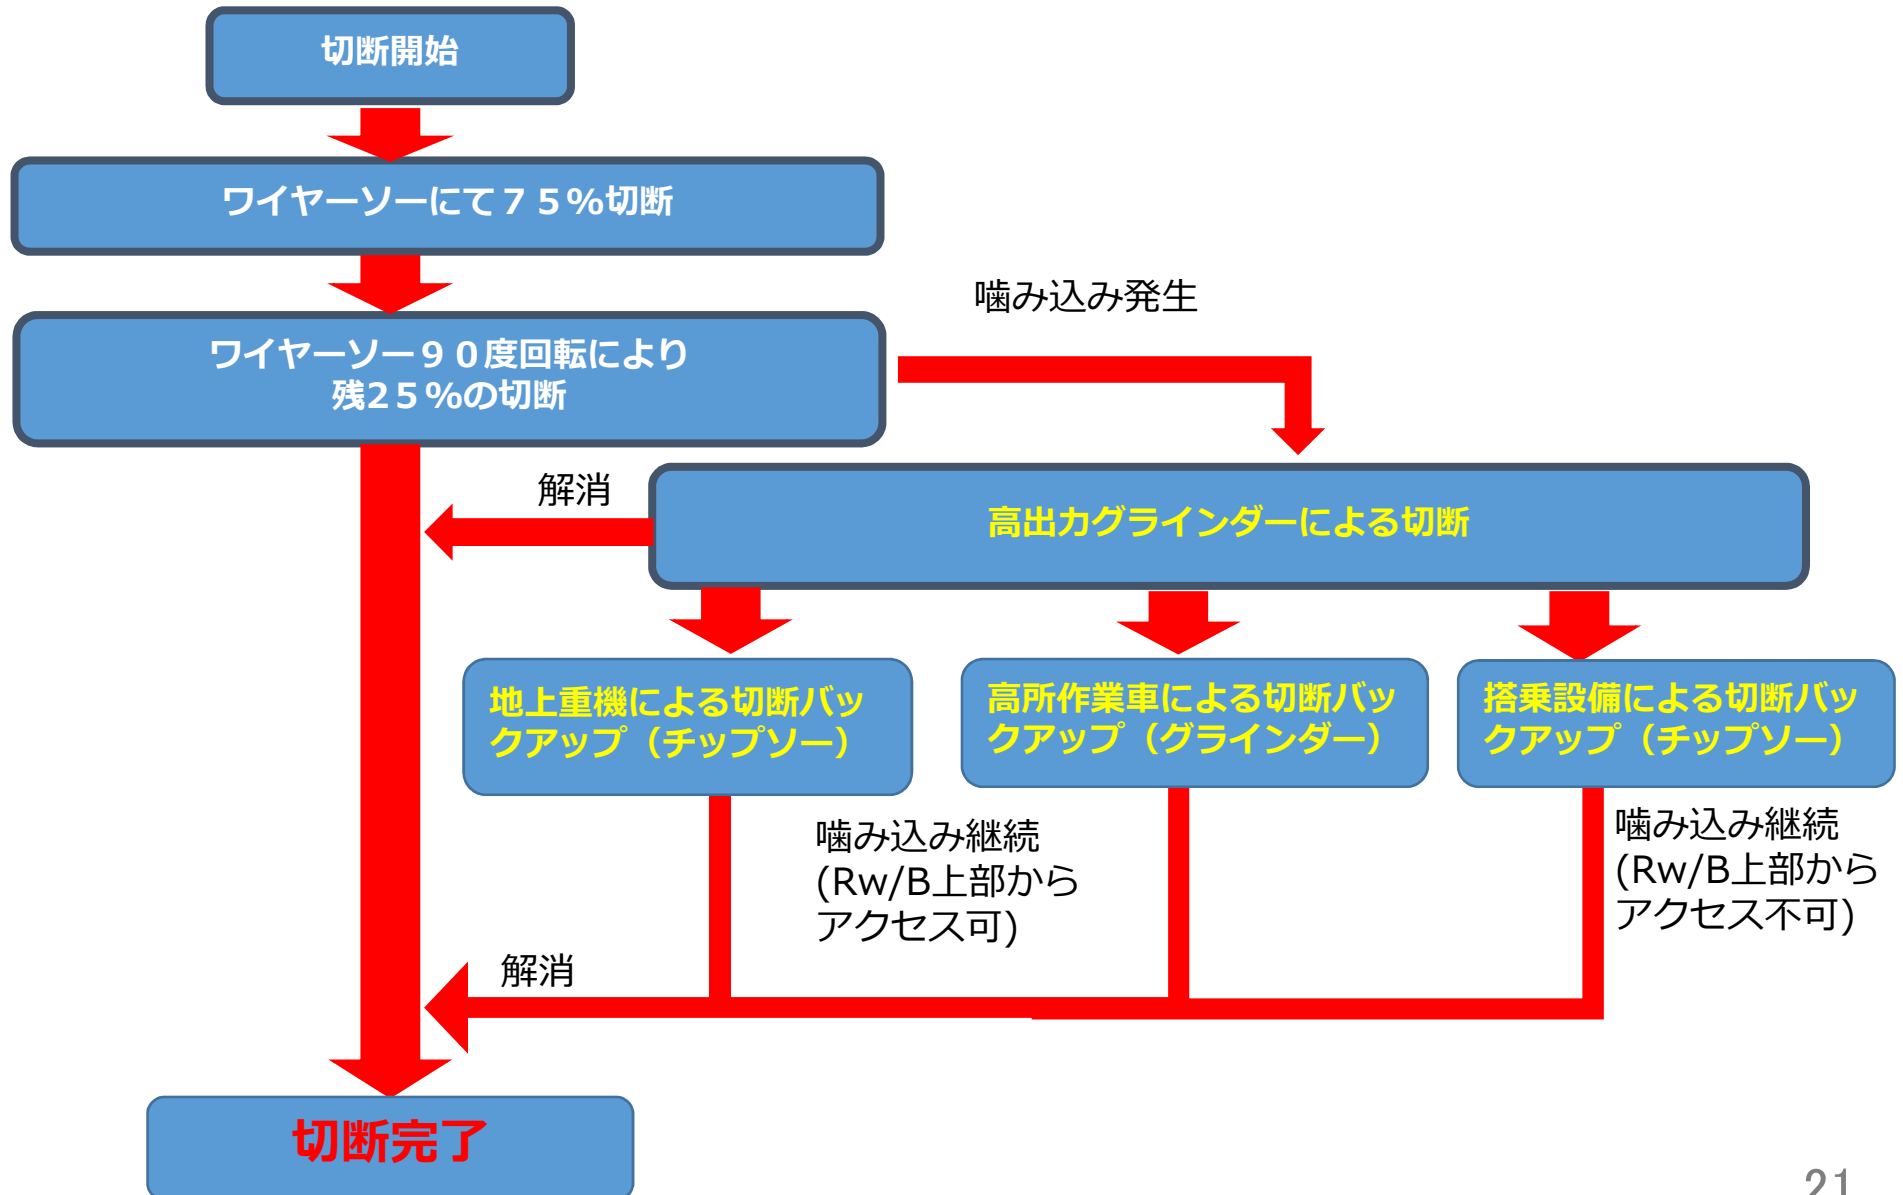 切断開始
ワイヤーソーにて７５％切断
ワイヤーソー９０度回転により
残2５％の切断
噛み込み発生
解消
高出力グラインダーによる切断
地上重機による切断バッ
クアップ（チップソー）
高所作業車による切断バッ
クアップ（グラインダー）
搭乗設備による切断バッ
クアップ（チップソー）
噛み込み継続
(Rw/B上部から
アクセス可)
噛み込み継続
(Rw/B上部から
アクセス不可)
解消
切断完了
21